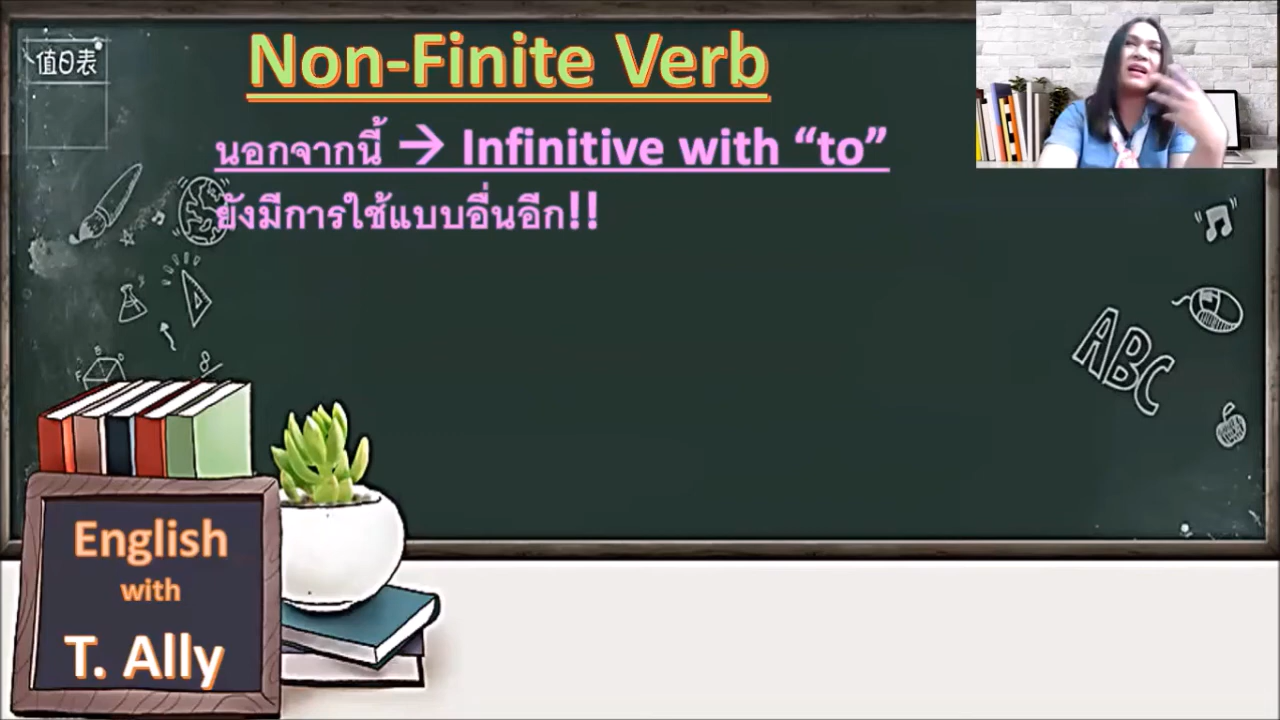 值日表
Non-Finite Verb
นอกจากนี้ → Infinitive with “to”
ยังมีการใช้แบบอื่นอีก!!
ABC
English
with
T. Ally